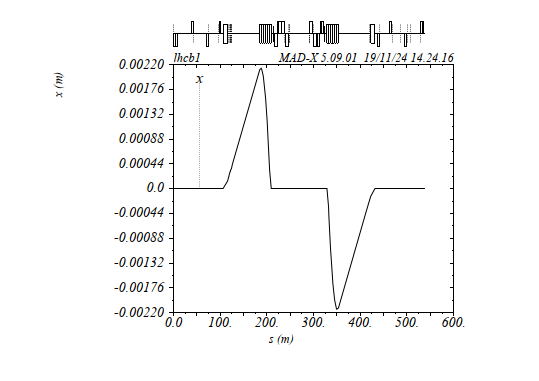 lhcb1 MAD-X 5.09.01 19/11/24 14.24.16
x (m)
0.00220
0.00176
0.00132
0.00088
0.00044
0.0
-0.00044
-0.00088
-0.00132
-0.00176
-0.00220
x
0.0 100. 200. 300. 400. 500. 600.
s (m)